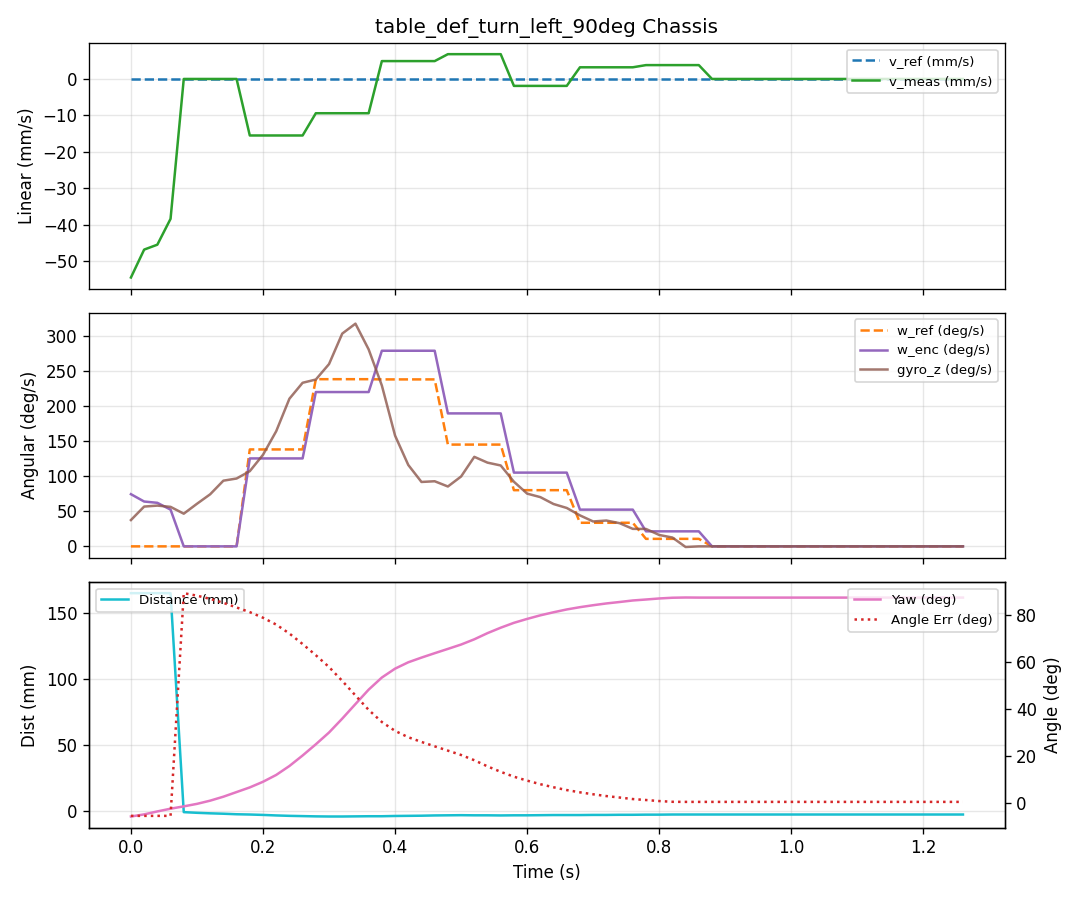 table_def_turn_left_90deg Chassis
Linear (mm/s)
0
−10
−20
−30
−40
−50
v_ref (mm/s)
v_meas (mm/s)
Angular (deg/s)
300
250
200
150
100
50
0
w_ref (deg/s)
w_enc (deg/s)
gyro_z (deg/s)
Dist (mm)
150
100
50
0
Distance (mm)
Yaw (deg)
Angle Err (deg)
80
60
40
20
0
Angle (deg)
0.0 0.2 0.4 0.6 0.8 1.0 1.2
Time (s)